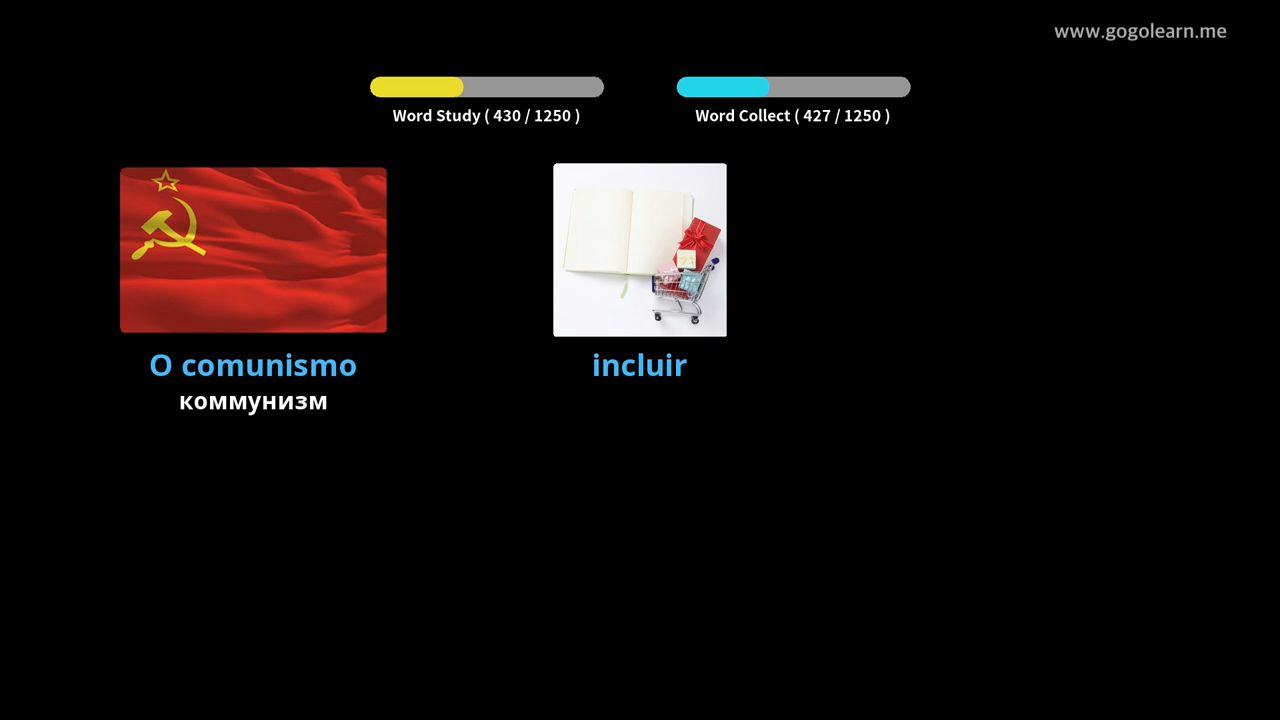 www.gogolearn.me
Word Study ( 430 / 1250 )
Word Collect ( 427 / 1250 )
O comunismo
коммунизм
incluir